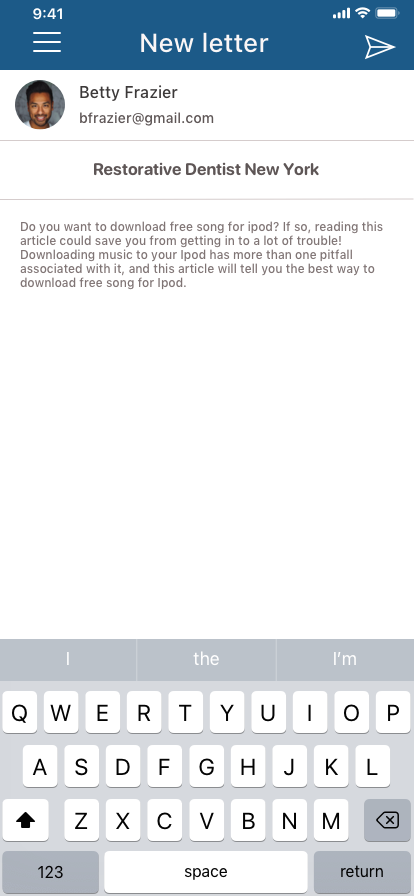 9:41
New letter
Betty Frazier
bfrazier@gmail.com
Restorative Dentist New York
Do you want to download free song for ipod? If so, reading this
article could save you from getting in to a lot of trouble!
Downloading music to your Ipod has more than one pitfall
associated with it, and this article will tell you the best way to
download free song for Ipod.
I the I'm
Q W E R T Y U I O P
A S D F G H J K L
Z X C V B N M
123 space return